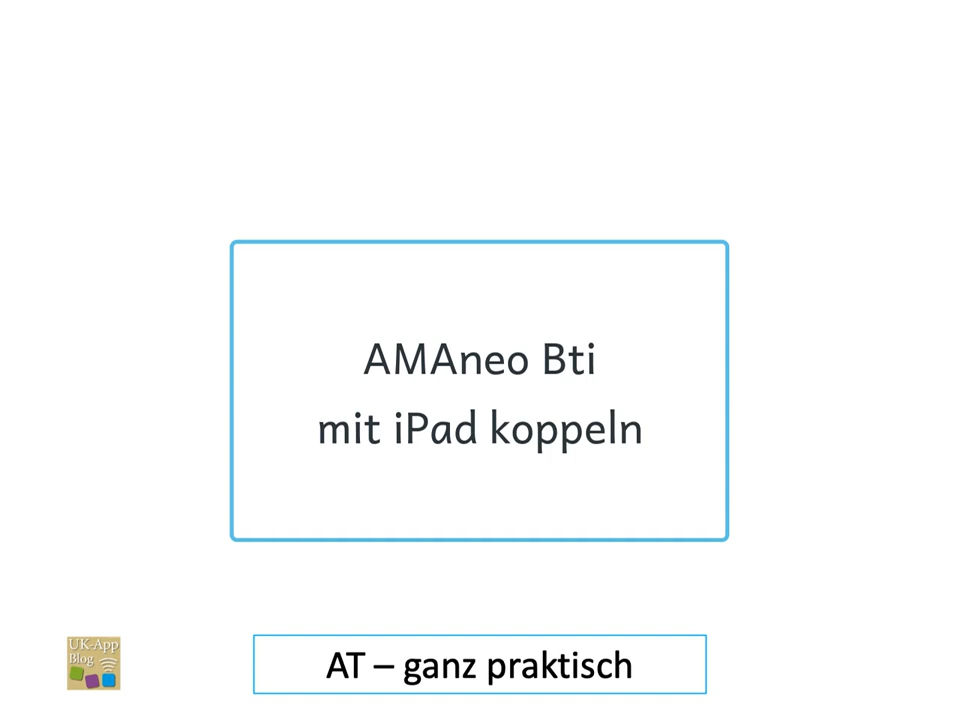 AMAneo Bti
mit iPad koppeln
UK-App
Blog
AT – ganz praktisch